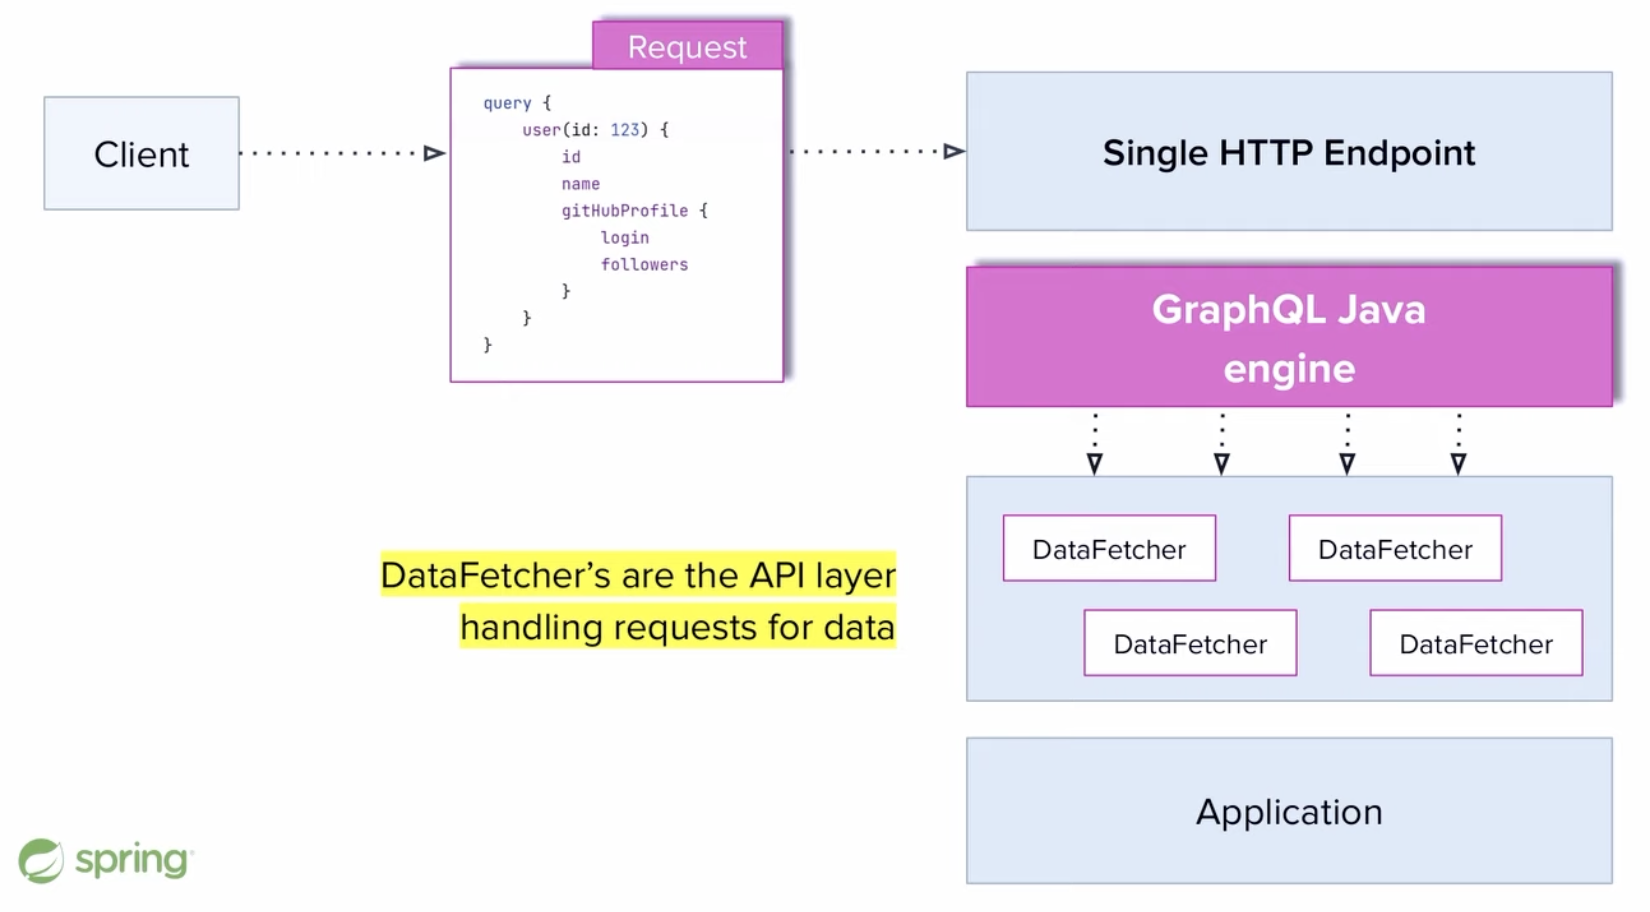 Request
Client
query {
user(id: 123) {
id
name
gitHubProfile {
login
followers
}
}
}
Single HTTP Endpoint
GraphQL Java
engine
DataFetcher
DataFetcher
DataFetcher
DataFetcher
DataFetcher’s are the API layer
handling requests for data
Application
spring